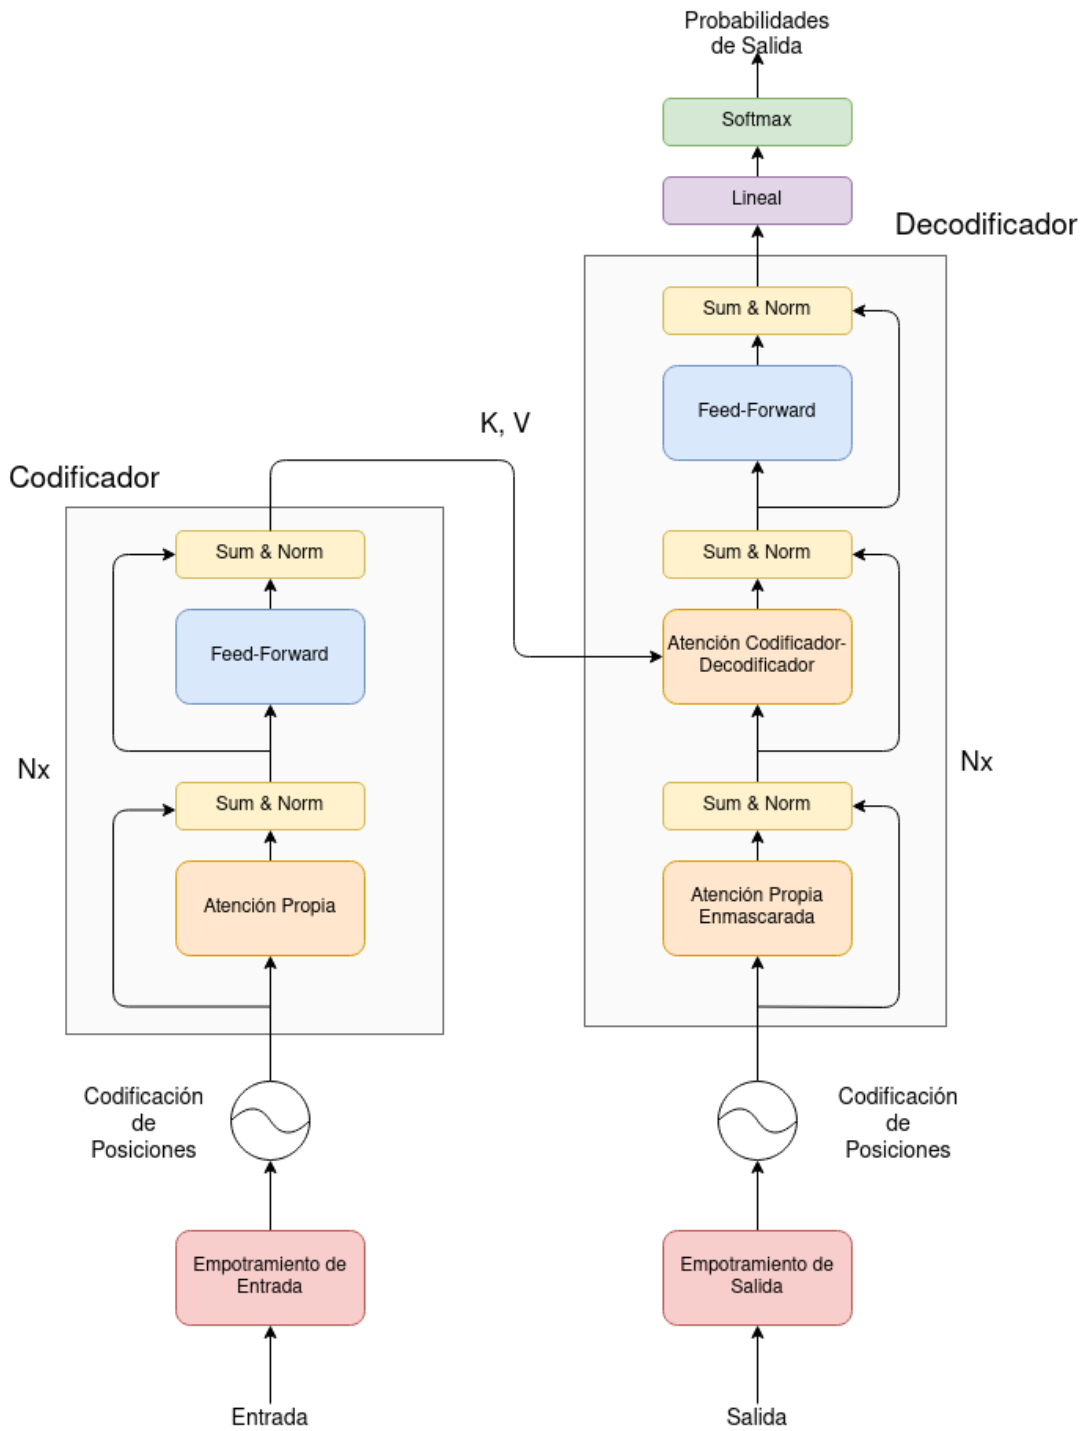 Probabilidades
de Salida
Softmax
Lineal
Decodificador
Sum & Norm
Feed-Forward
K, V
Codificador
Sum & Norm
Sum & Norm
Feed-Forward
Atención Codificador-
Decodificador
Nx
Nx
Sum & Norm
Sum & Norm
Atención Propia
Atención Propia
Enmascarada
Codificación
de
Posiciones
Codificación
de
Posiciones
Empotramiento de
Entrada
Empotramiento de
Salida
Entrada
Salida